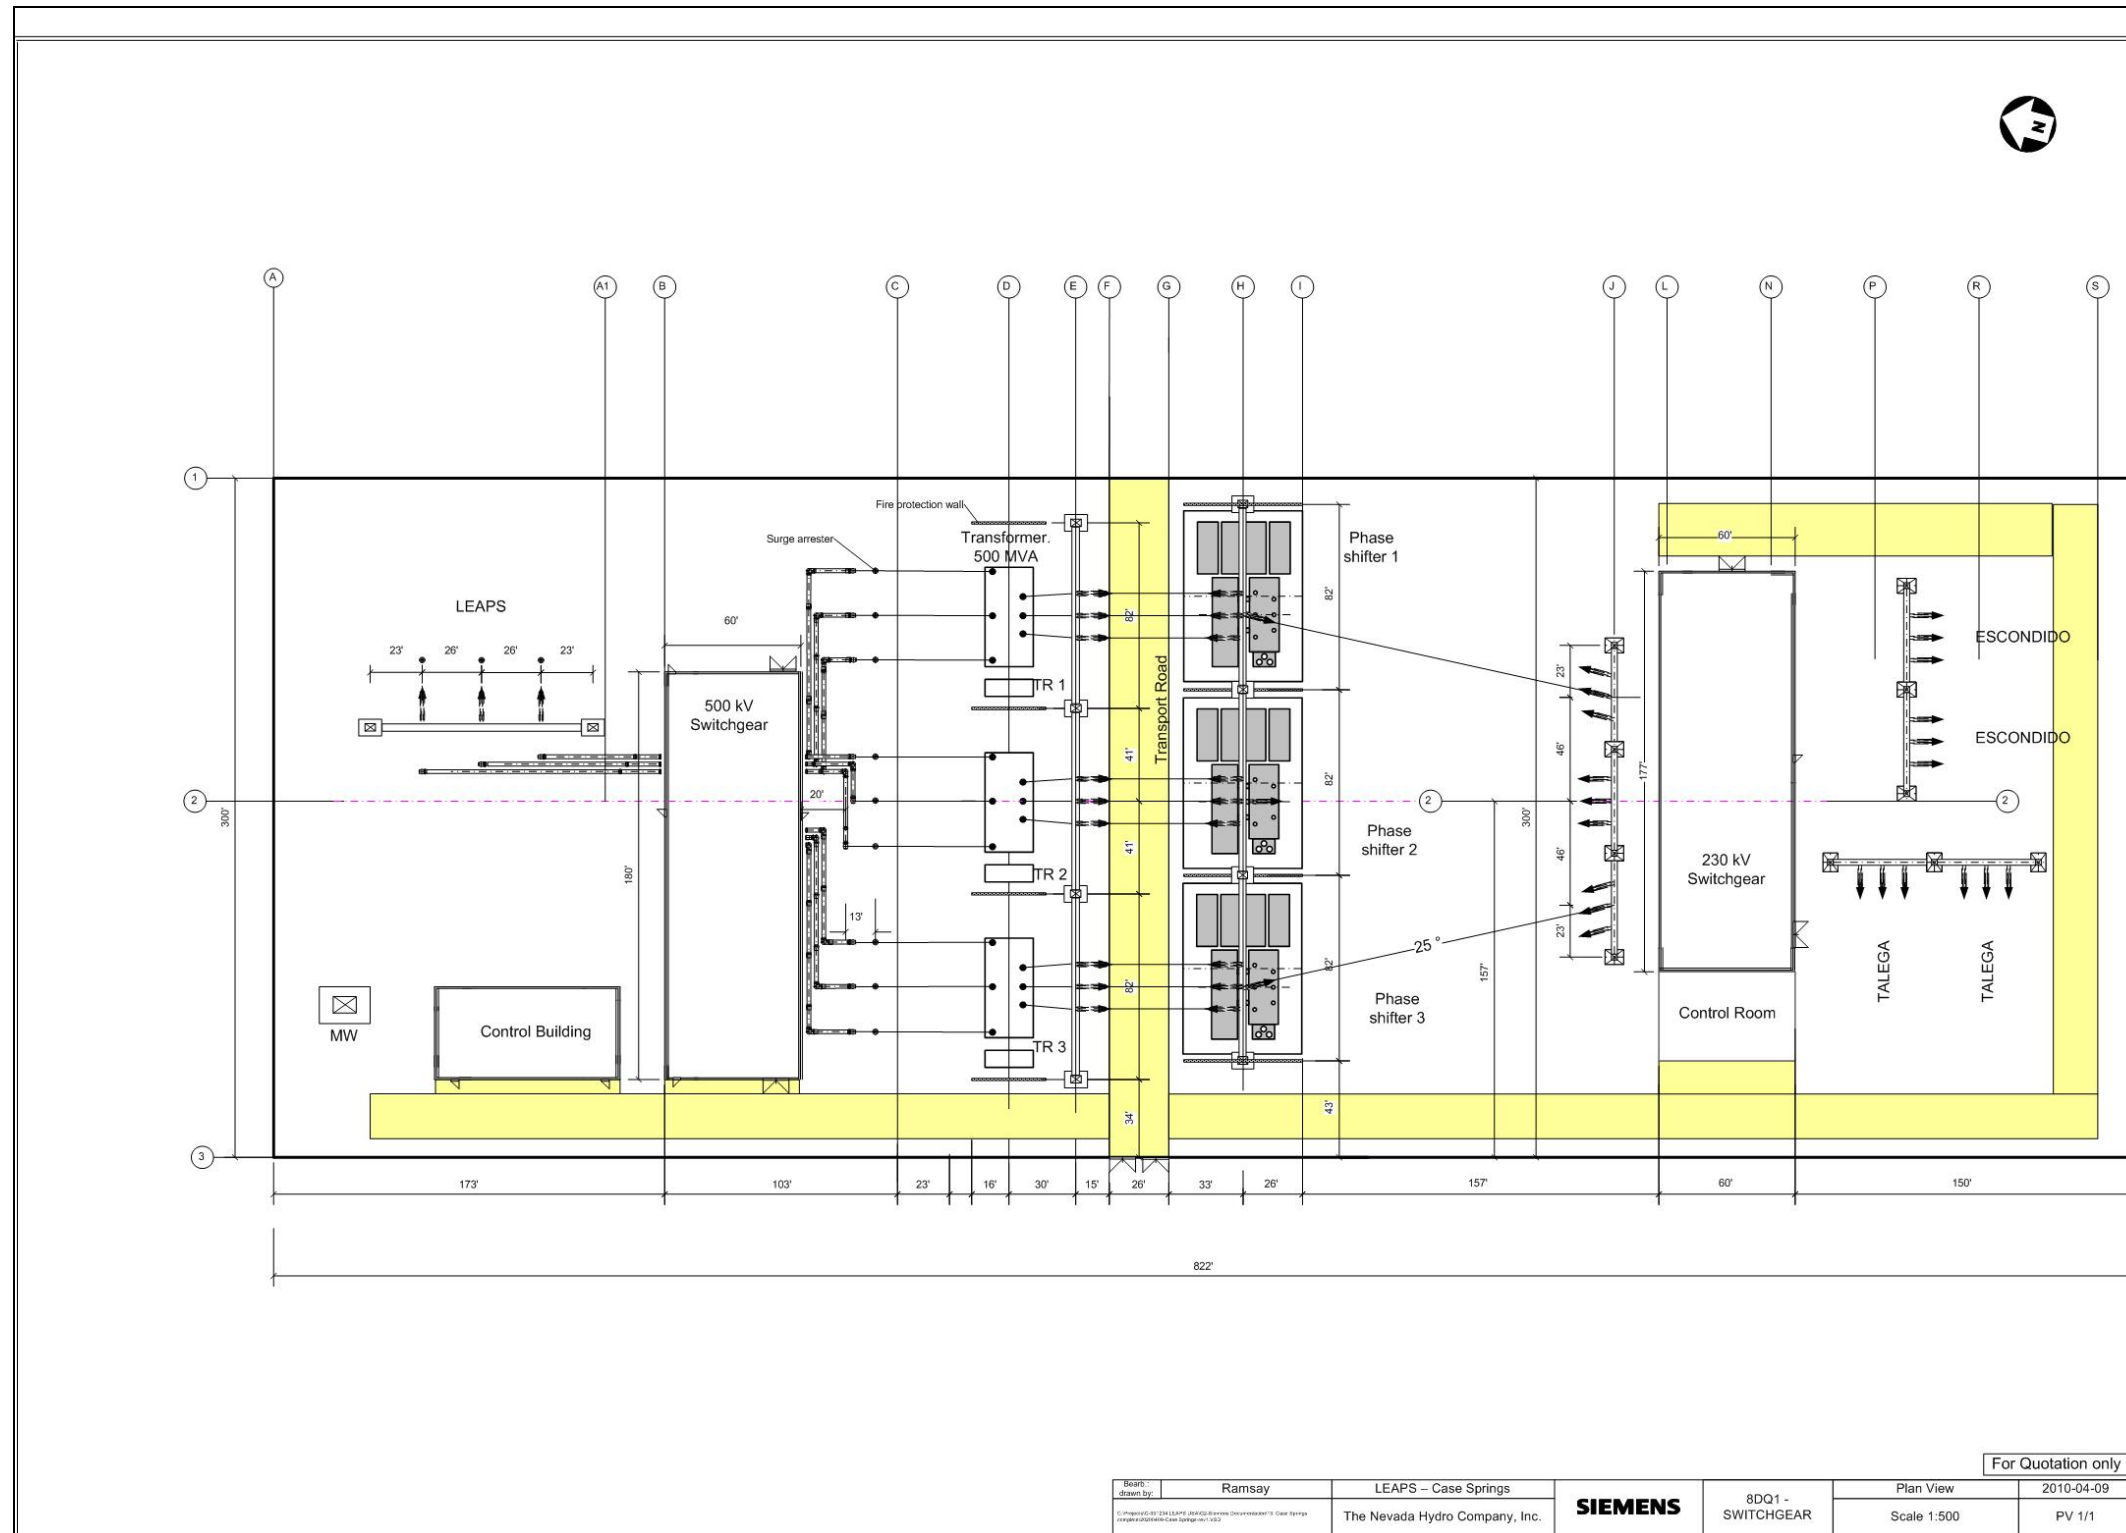 N
A
A1
B
C
D
E
F
G
H
I
J
L
N
P
R
S
1
Fire protection wall
Surge arrester
Transformer.
500 MVA
Phase
shifter 1
60'
82'
82'
LEAPS
60'
ESCONDIDO
23'
26'
26'
23'
TR 1
23'
500 kV
Switchgear
Transport Road
41'
46'
ESCONDIDO
177'
82'
20'
2
2
2
300'
300'
Phase
shifter 2
41'
46'
230 kV
Switchgear
180'
TR 2
13'
23'
25 °
82'
157'
TALEGA
TALEGA
82'
Phase
shifter 3
Control Room
MW
Control Building
TR 3
34'
43'
3
173'
103'
23'
16'
30'
15'
26'
33'
26'
157'
60'
150'
822'
For Quotation only
Bearb.:
drawn by:
Ramsay
LEAPS – Case Springs
The Nevada Hydro Company, Inc.
SIEMENS
8DQ1 -
SWITCHGEAR
Plan View
2010-04-09
Scale 1:500
PV 1/1